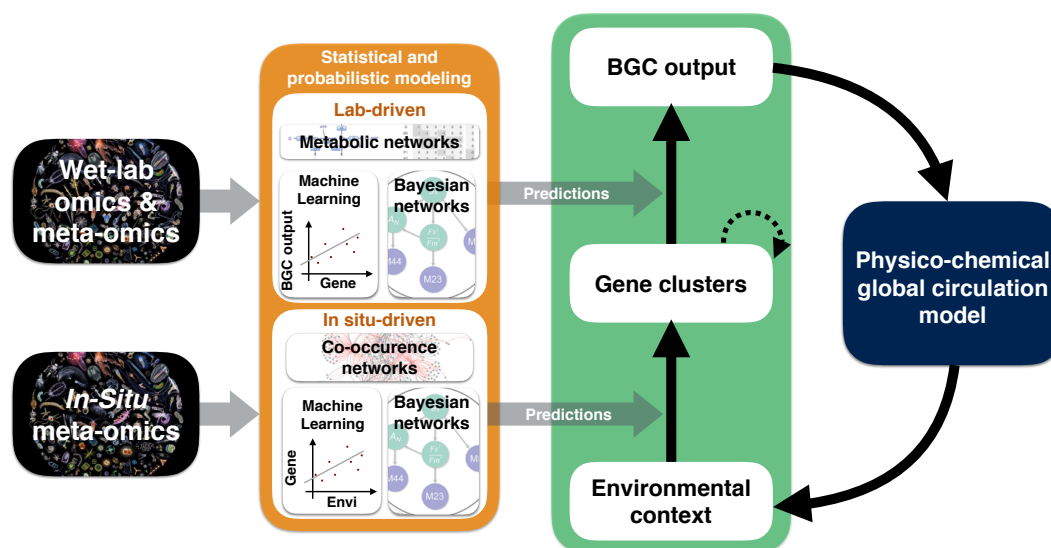 Wet-lab
omics &
meta-omics
In-Situ
meta-omics
Statistical and
probabilistic modeling
Lab-driven
Metabolic networks
Machine
Learning
BGC output
Gene
Bayesian
networks
M44
M23
In situ-driven
Co-occurence
networks
Machine
Learning
Gene
Envi
Bayesian
networks
M44
M23
Predictions
Predictions
BGC output
Gene clusters
Environmental
context
Physico-chemical
global circulation
model